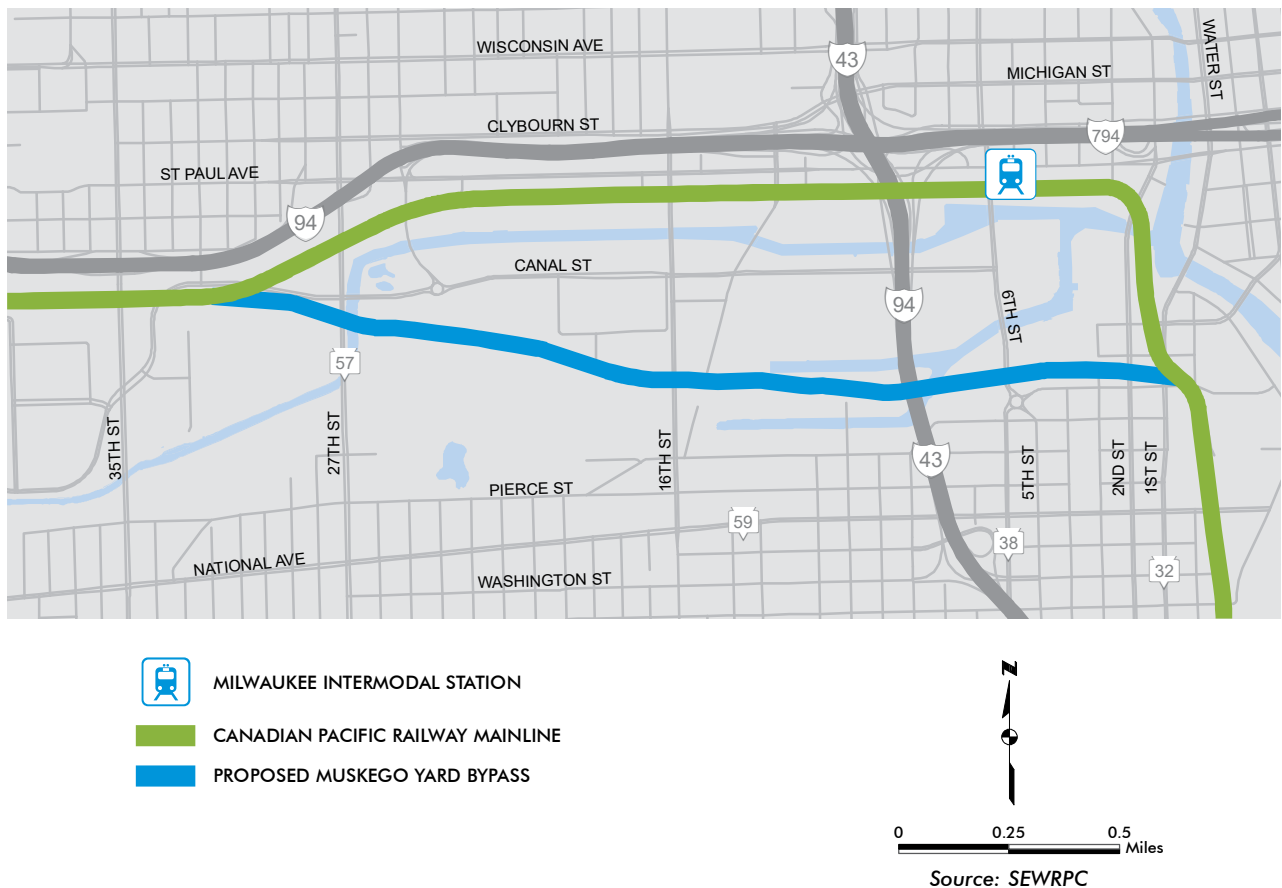 WISCONSIN AVE
43
MICHIGAN ST
WATER ST
CLYBOURN ST
794
ST PAUL AVE
94
CANAL ST
94
6TH ST
57
35TH ST
27TH ST
16TH ST
43
5TH ST
2ND ST
1ST ST
PIERCE ST
59
38
NATIONAL AVE
WASHINGTON ST
32
MILWAUKEE INTERMODAL STATION
CANADIAN PACIFIC RAILWAY MAINLINE
PROPOSED MUSKEGO YARD BYPASS
N
0 0.25 0.5
Miles
Source: SEWRPC